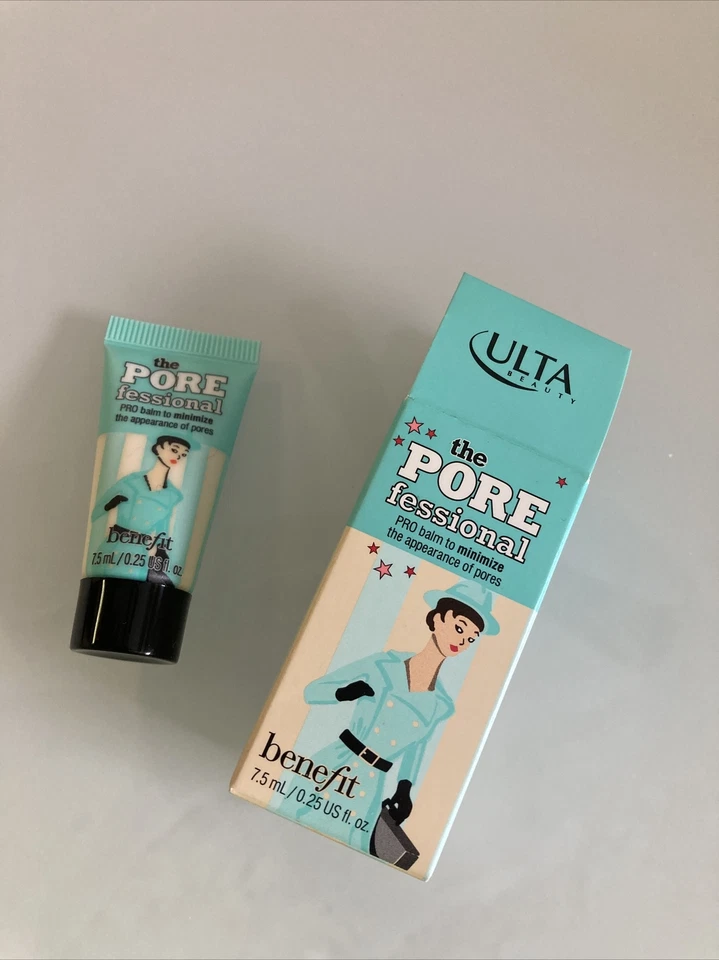 the
PORE
fessional
PRO balm to minimize
the appearance of pores
benefit
7.5 mL / 0.25 US fl. oz.
ULTA
BEAUTY
the
PORE
fessional
PRO balm to minimize
the appearance of pores
benefit
7.5 mL / 0.25 US fl. oz.